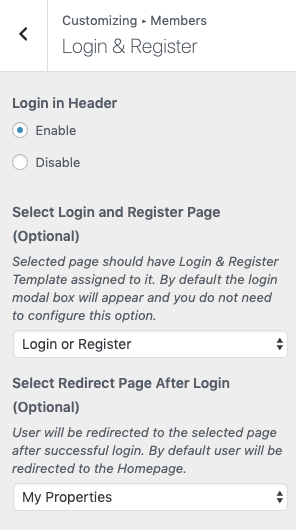 Customizing ▸ Members
Login & Register
Login in Header
Enable
Disable
Select Login and Register Page
(Optional)
Selected page should have Login & Register
Template assigned to it. By default the login
modal box will appear and you do not need
to configure this option.
Login or Register
Select Redirect Page After Login
(Optional)
User will be redirected to the selected page
after successful login. By default user will be
redirected to the Homepage.
My Properties